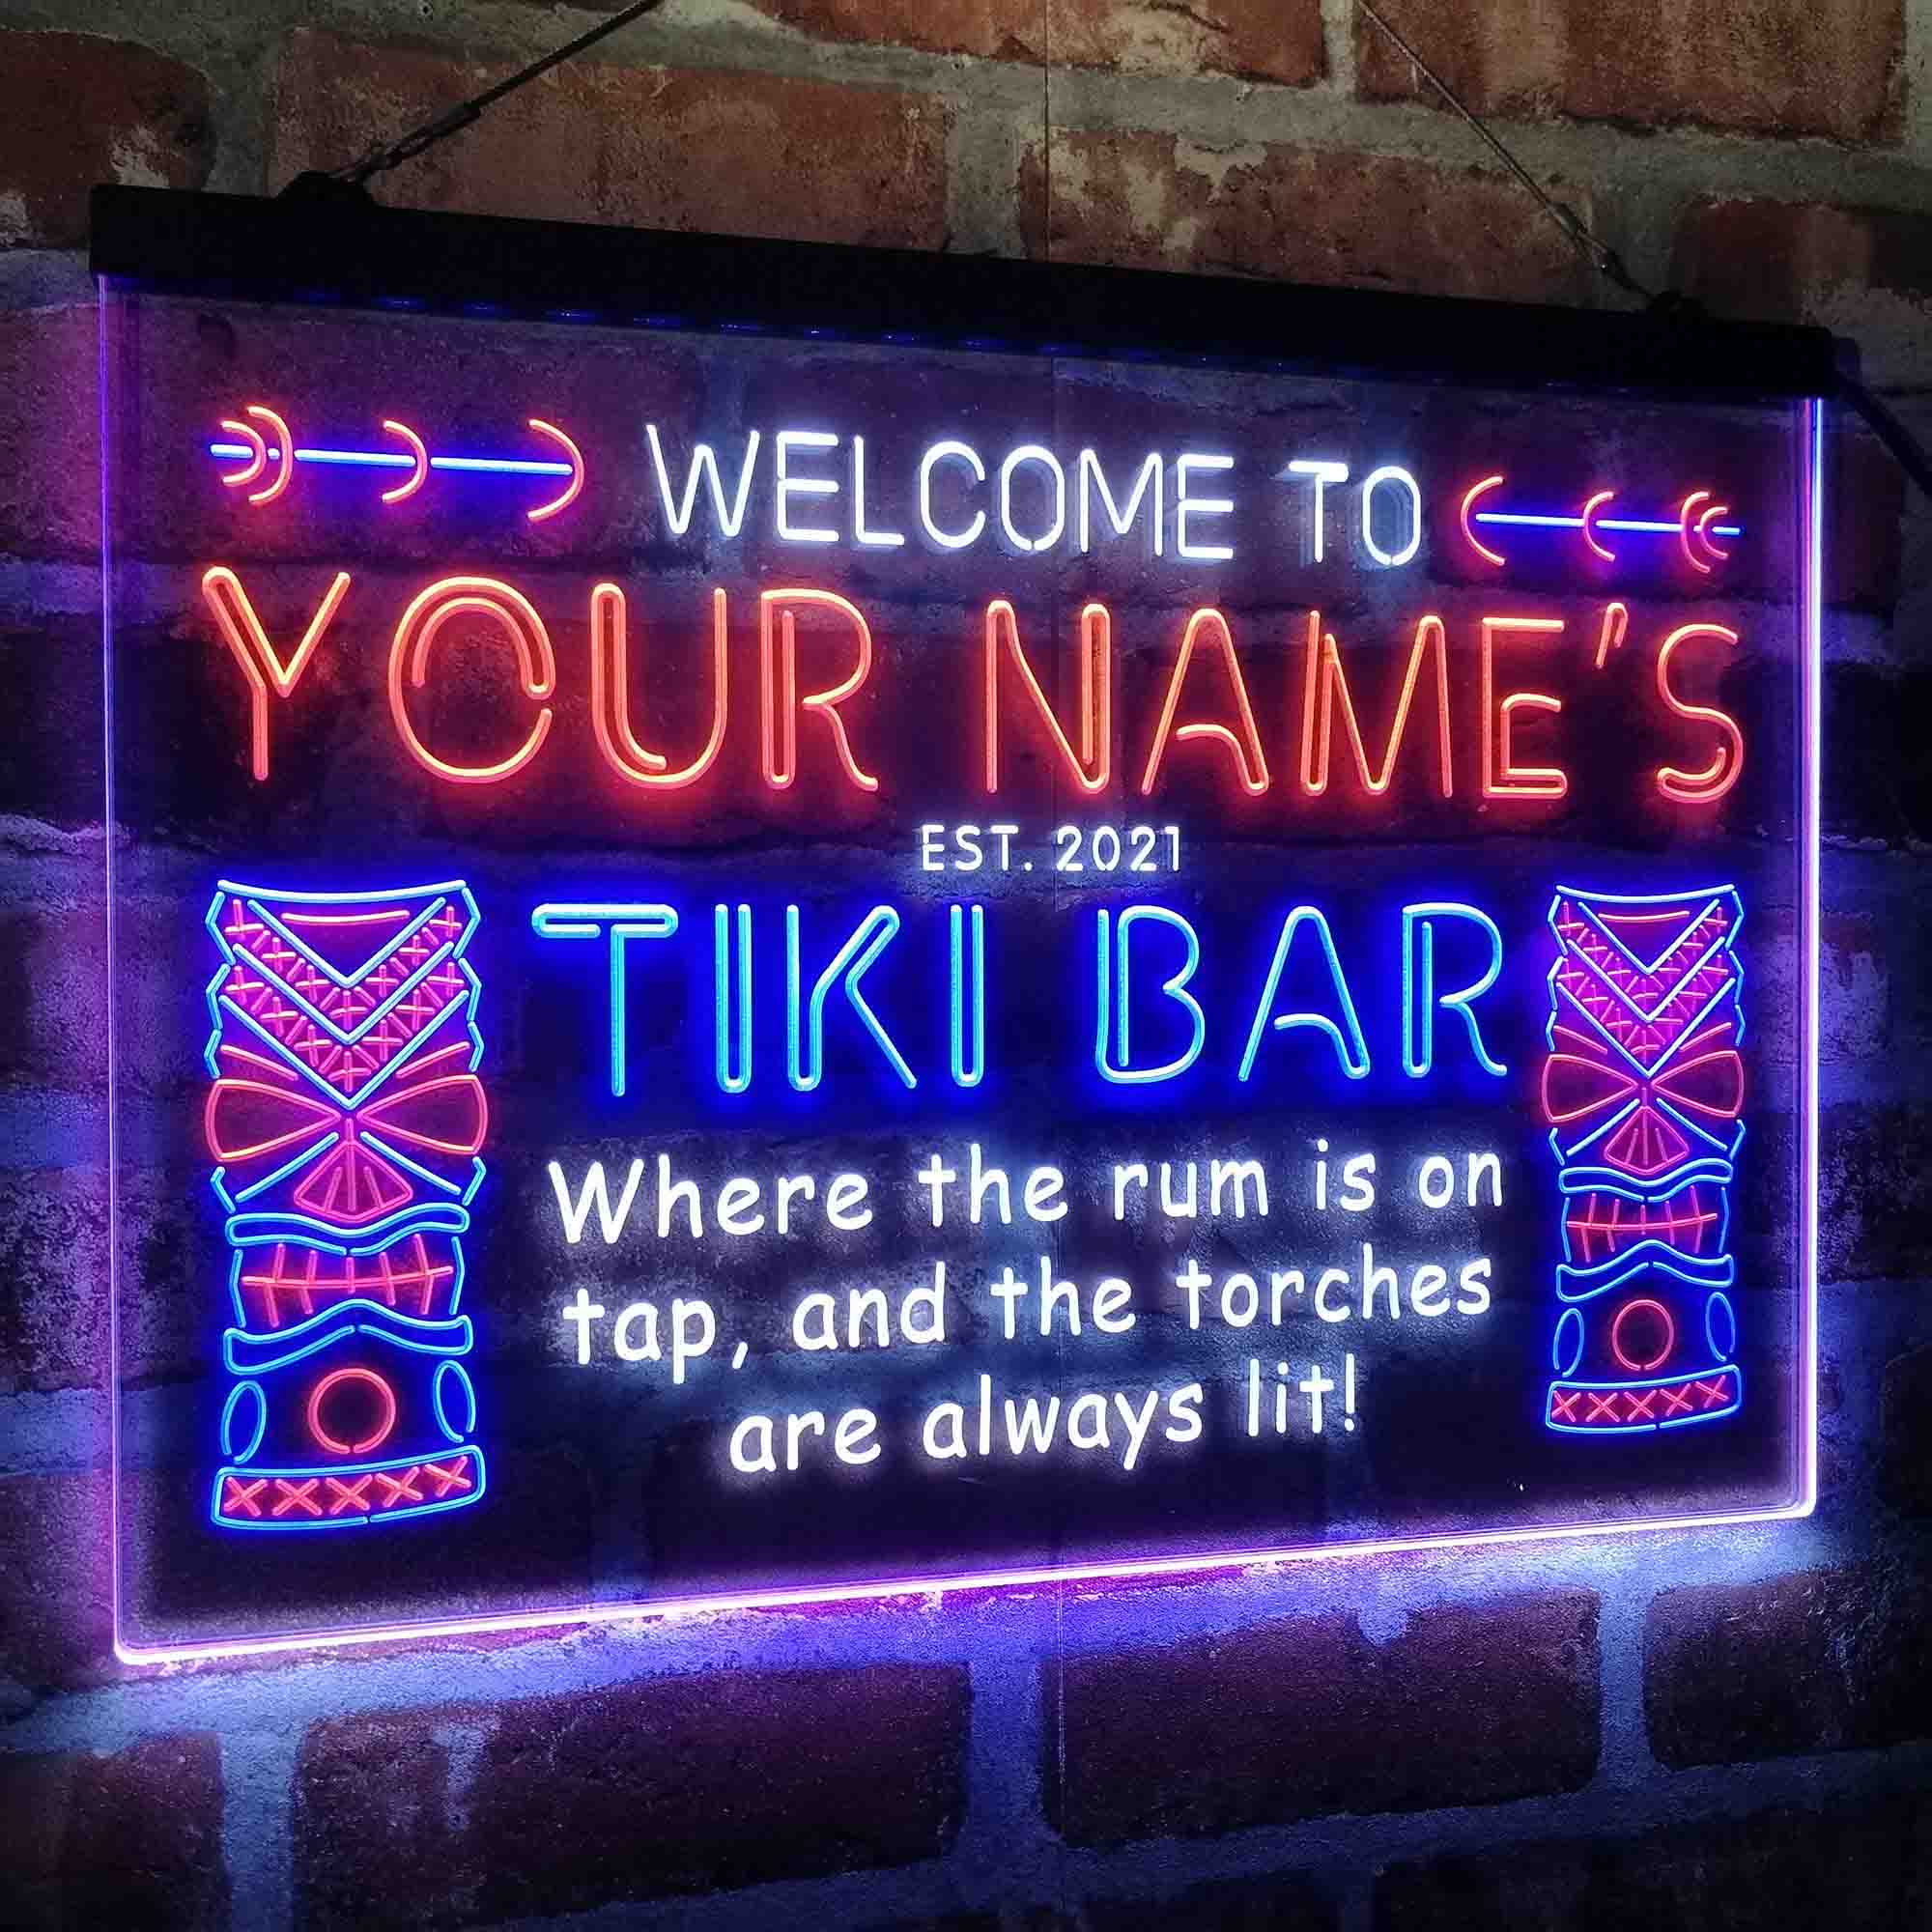 WELCOME TO
YOUR NAME'S
EST. 2021
TIKI BAR
Where the rum is on
tap, and the torches
are always lit!